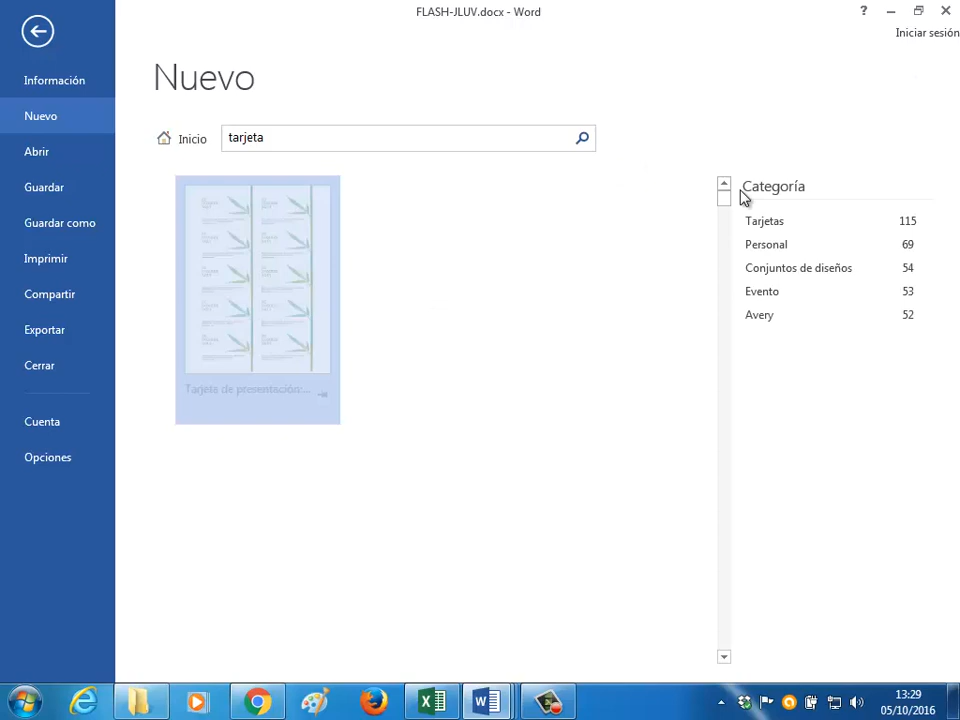 FLASH-JLUV.docx - Word
?
Iniciar sesión
Información
Nuevo
Abrir
Guardar
Guardar como
Imprimir
Compartir
Exportar
Cerrar
Cuenta
Opciones
Nuevo
Inicio
tarjeta
Tarjeta de presentación:...
Categoría
Tarjetas 115
Personal 69
Conjuntos de diseños 54
Evento 53
Avery 52
13:29
05/10/2016